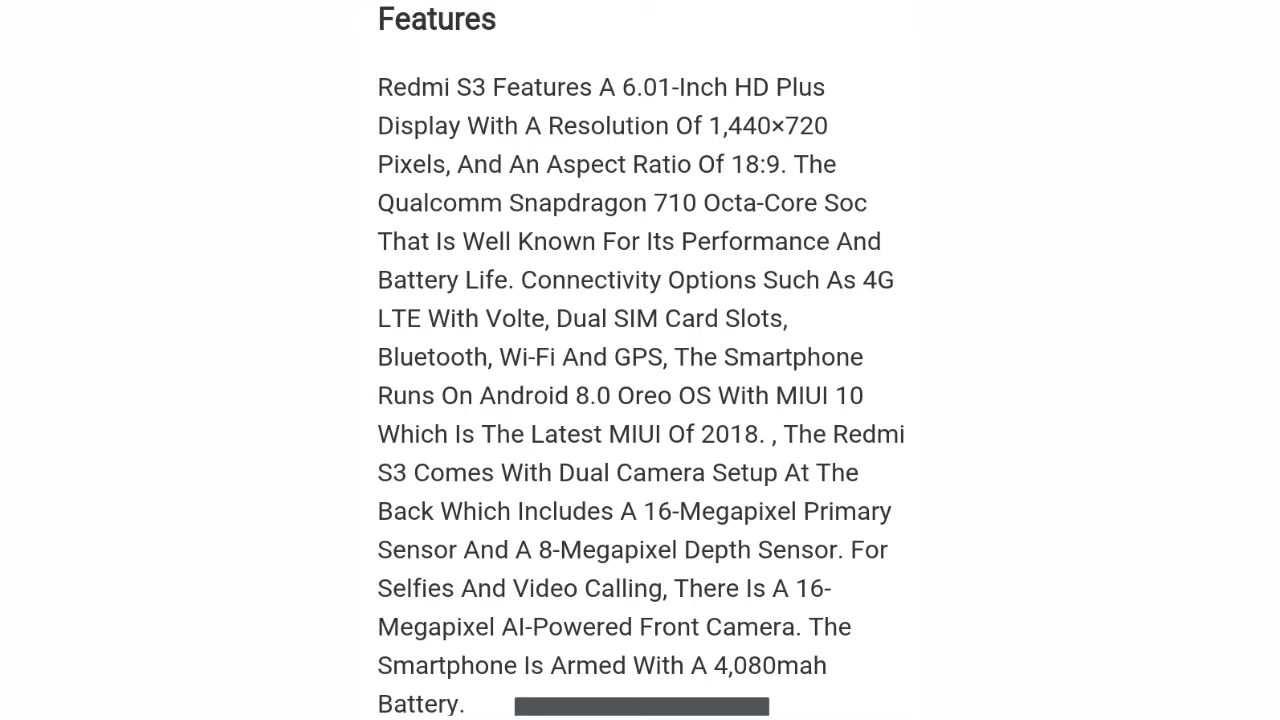 Features
Redmi S3 Features A 6.01-Inch HD Plus
Display With A Resolution Of 1,440×720
Pixels, And An Aspect Ratio Of 18:9. The
Qualcomm Snapdragon 710 Octa-Core Soc
That Is Well Known For Its Performance And
Battery Life. Connectivity Options Such As 4G
LTE With Volte, Dual SIM Card Slots,
Bluetooth, Wi-Fi And GPS, The Smartphone
Runs On Android 8.0 Oreo OS With MIUI 10
Which Is The Latest MIUI Of 2018. , The Redmi
S3 Comes With Dual Camera Setup At The
Back Which Includes A 16-Megapixel Primary
Sensor And A 8-Megapixel Depth Sensor. For
Selfies And Video Calling, There Is A 16-
Megapixel AI-Powered Front Camera. The
Smartphone Is Armed With A 4,080mah
Battery.